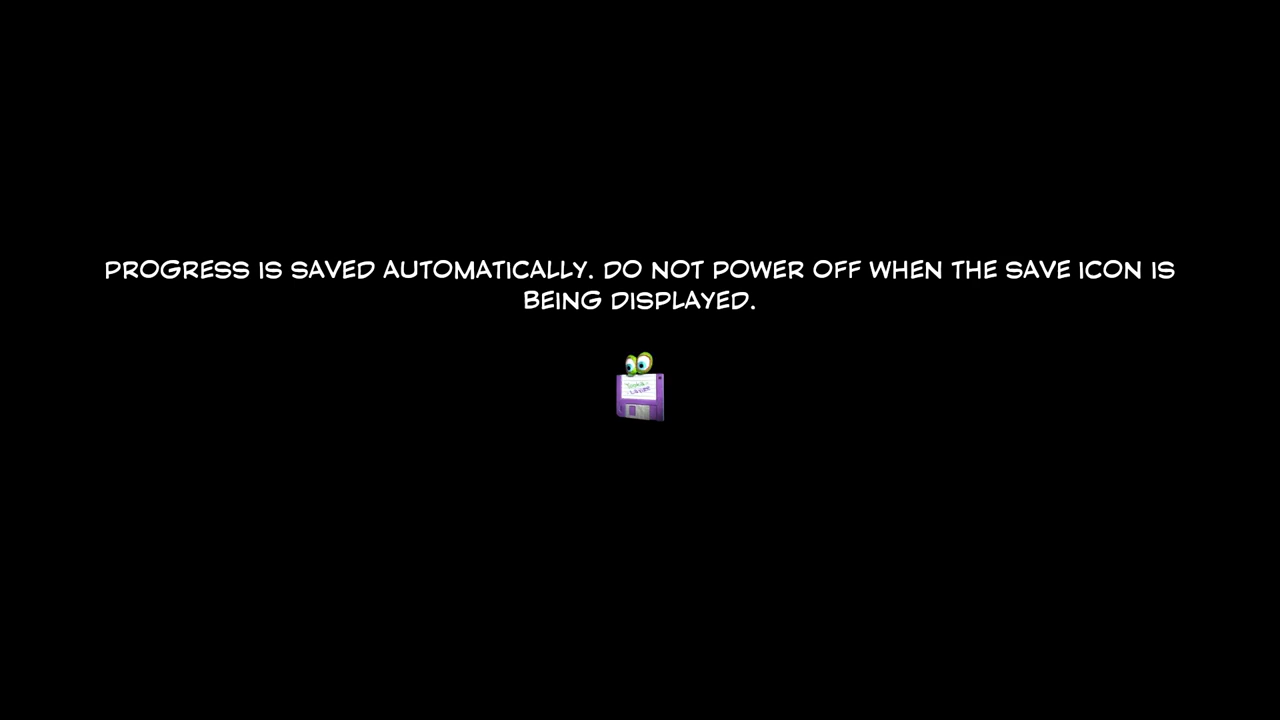 PROGRESS IS SAVED AUTOMATICALLY. DO NOT POWER OFF WHEN THE SAVE ICON IS
BEING DISPLAYED.